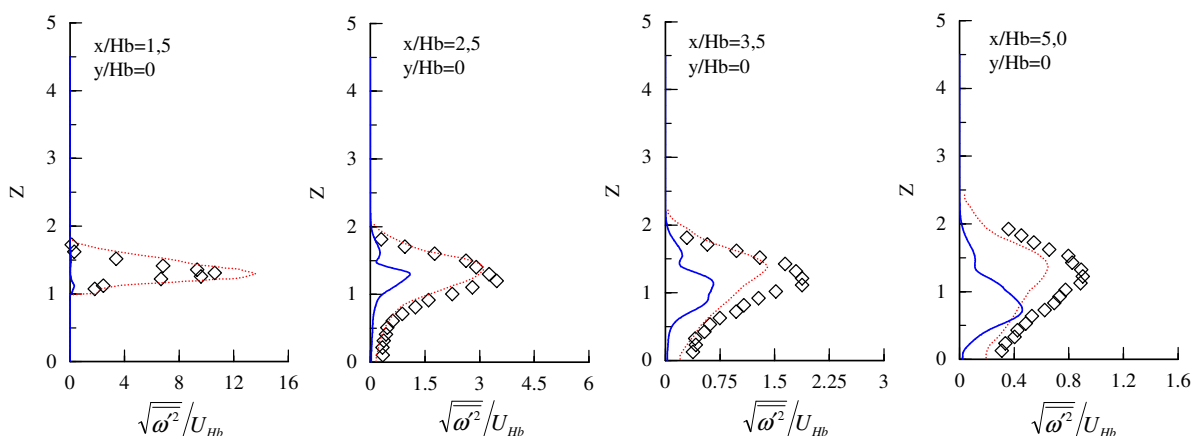 x/Hb=1,5
y/Hb=0
5
4
3
2
1
0
Z
0 4 8 12 16
√ω′²/U_Hb
x/Hb=2,5
y/Hb=0
5
4
3
2
1
0
Z
0 1.5 3 4.5 6
√ω′²/U_Hb
x/Hb=3,5
y/Hb=0
5
4
3
2
1
0
Z
0 0.75 1.5 2.25 3
√ω′²/U_Hb
x/Hb=5,0
y/Hb=0
5
4
3
2
1
0
Z
0 0.4 0.8 1.2 1.6
√ω′²/U_Hb